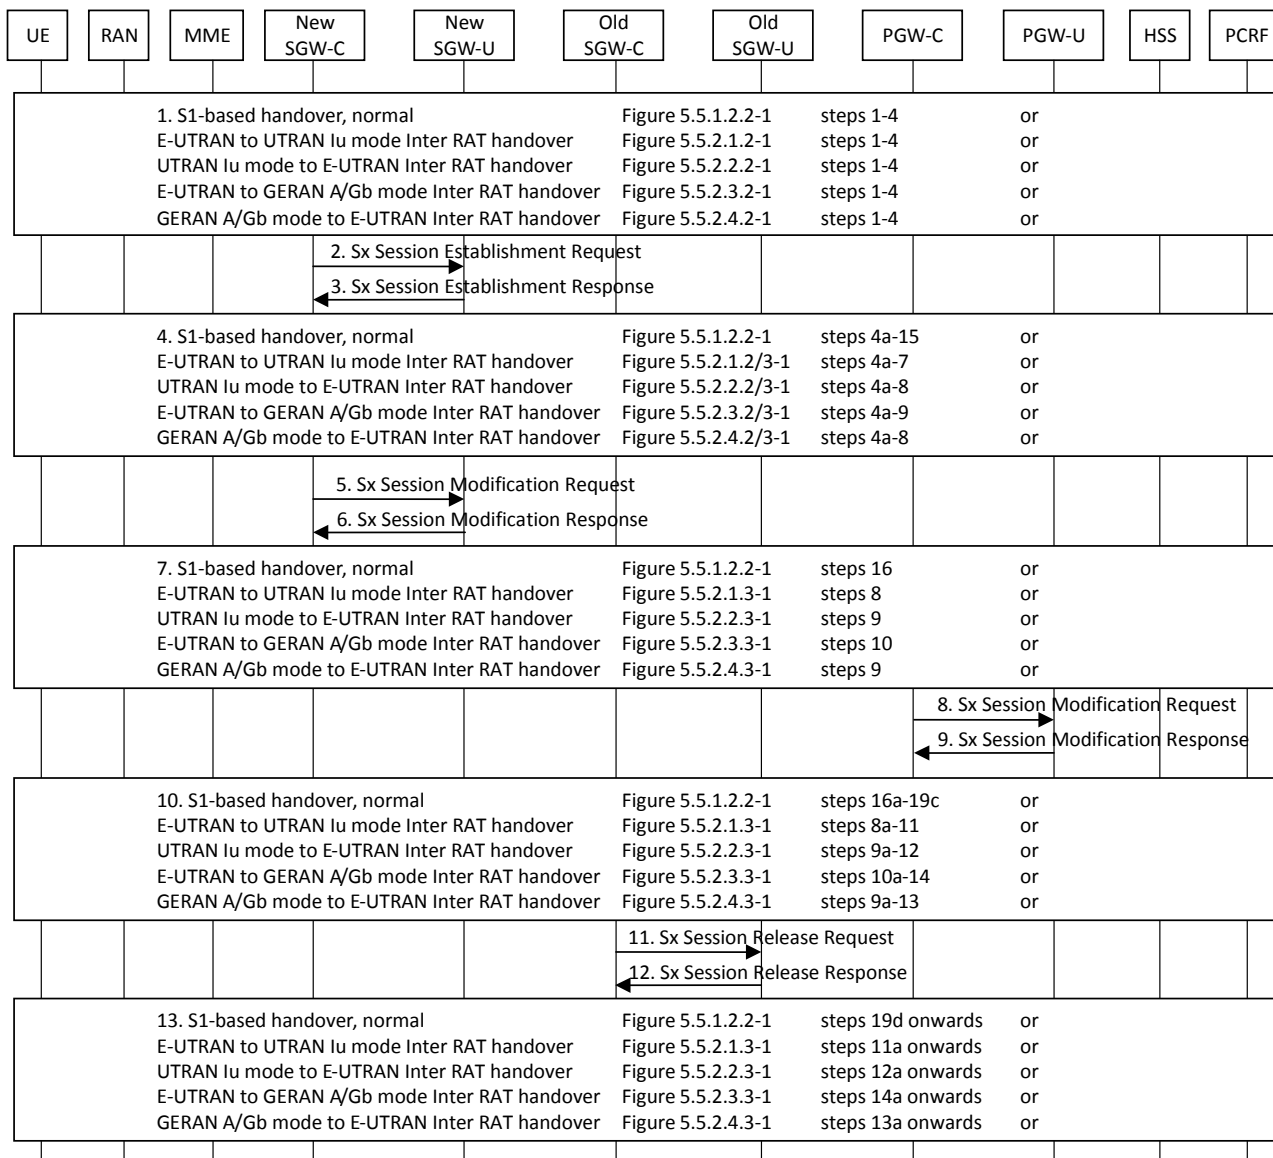 UE RAN MME New SGW-C New SGW-U Old SGW-C Old SGW-U PGW-C PGW-U HSS PCRF
1. S1-based handover, normal Figure 5.5.1.2.2-1 steps 1-4 or
E-UTRAN to UTRAN Iu mode Inter RAT handover Figure 5.5.2.1.2-1 steps 1-4 or
UTRAN Iu mode to E-UTRAN Inter RAT handover Figure 5.5.2.2.2-1 steps 1-4 or
E-UTRAN to GERAN A/Gb mode Inter RAT handover Figure 5.5.2.3.2-1 steps 1-4 or
GERAN A/Gb mode to E-UTRAN Inter RAT handover Figure 5.5.2.4.2-1 steps 1-4 or
2. Sx Session Establishment Request
3. Sx Session Establishment Response
4. S1-based handover, normal Figure 5.5.1.2.2-1 steps 4a-15 or
E-UTRAN to UTRAN Iu mode Inter RAT handover Figure 5.5.2.1.2/3-1 steps 4a-7 or
UTRAN Iu mode to E-UTRAN Inter RAT handover Figure 5.5.2.2.2/3-1 steps 4a-8 or
E-UTRAN to GERAN A/Gb mode Inter RAT handover Figure 5.5.2.3.2/3-1 steps 4a-9 or
GERAN A/Gb mode to E-UTRAN Inter RAT handover Figure 5.5.2.4.2/3-1 steps 4a-8 or
5. Sx Session Modification Request
6. Sx Session Modification Response
7. S1-based handover, normal Figure 5.5.1.2.2-1 steps 16 or
E-UTRAN to UTRAN Iu mode Inter RAT handover Figure 5.5.2.1.3-1 steps 8 or
UTRAN Iu mode to E-UTRAN Inter RAT handover Figure 5.5.2.2.3-1 steps 9 or
E-UTRAN to GERAN A/Gb mode Inter RAT handover Figure 5.5.2.3.3-1 steps 10 or
GERAN A/Gb mode to E-UTRAN Inter RAT handover Figure 5.5.2.4.3-1 steps 9 or
8. Sx Session Modification Request
9. Sx Session Modification Response
10. S1-based handover, normal Figure 5.5.1.2.2-1 steps 16a-19c or
E-UTRAN to UTRAN Iu mode Inter RAT handover Figure 5.5.2.1.3-1 steps 8a-11 or
UTRAN Iu mode to E-UTRAN Inter RAT handover Figure 5.5.2.2.3-1 steps 9a-12 or
E-UTRAN to GERAN A/Gb mode Inter RAT handover Figure 5.5.2.3.3-1 steps 10a-14 or
GERAN A/Gb mode to E-UTRAN Inter RAT handover Figure 5.5.2.4.3-1 steps 9a-13 or
11. Sx Session Release Request
12. Sx Session Release Response
13. S1-based handover, normal Figure 5.5.1.2.2-1 steps 19d onwards or
E-UTRAN to UTRAN Iu mode Inter RAT handover Figure 5.5.2.1.3-1 steps 11a onwards or
UTRAN Iu mode to E-UTRAN Inter RAT handover Figure 5.5.2.2.3-1 steps 12a onwards or
E-UTRAN to GERAN A/Gb mode Inter RAT handover Figure 5.5.2.3.3-1 steps 14a onwards or
GERAN A/Gb mode to E-UTRAN Inter RAT handover Figure 5.5.2.4.3-1 steps 13a onwards or